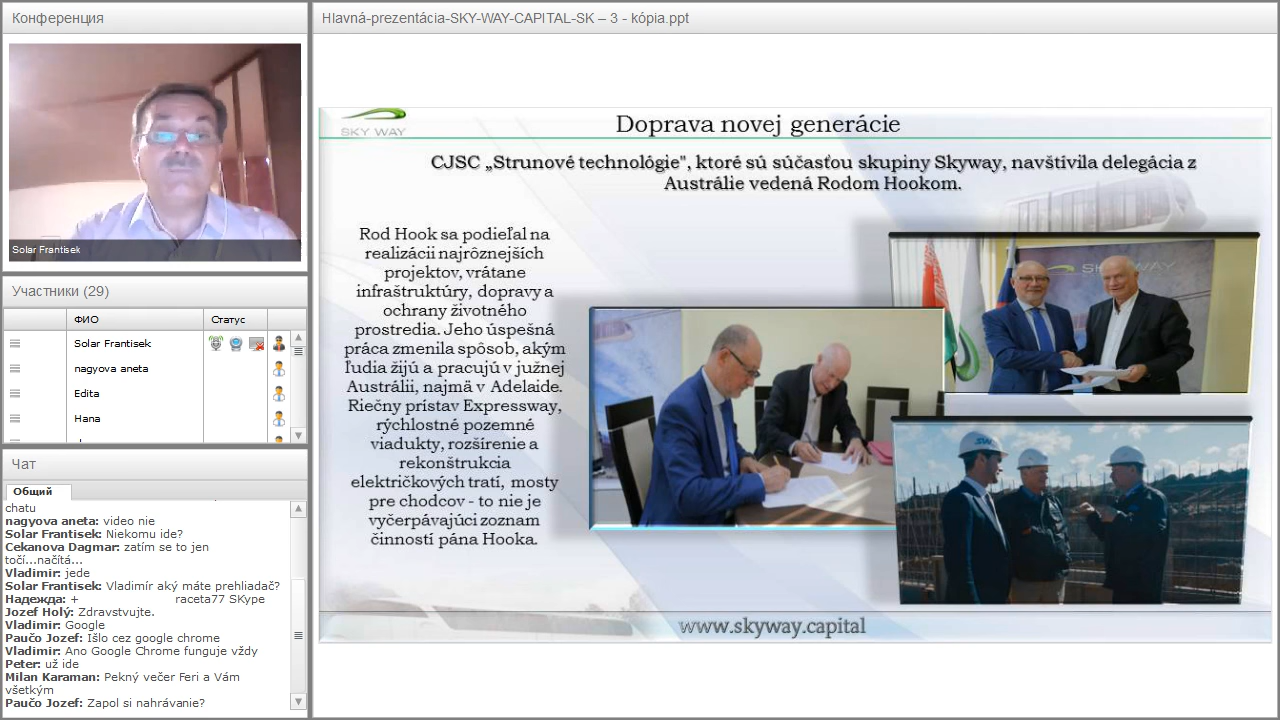 Конференция
Solar Frantisek
Участники (29)
ФИО Статус
Solar Frantisek
nagyova aneta
Edita
Hana
Чат
Общий
chatu
nagyova aneta: video nie
Solar Frantisek: Niekomu ide?
Cekanova Dagmar: zatím se to jen
točí...načítá...
Vladimir: jede
Solar Frantisek: Vladimír aký máte prehliadač?
Надежда: + raceta77 SKype
Jozef Holý: Zdravstvujte.
Vladimir: Google
Paučo Jozef: Išlo cez google chrome
Vladimir: Ano Google Chrome funguje vždy
Peter: už ide
Milan Karaman: Pekný večer Feri a Vám
všetkým
Paučo Jozef: Zapol si nahrávanie?
Hlavná-prezentácia-SKY-WAY-CAPITAL-SK – 3 - kópia.ppt
SKY WAY
Doprava novej generácie
CJSC „Strunové technológie", ktoré sú súčasťou skupiny Skyway, navštívila delegácia z
Austrálie vedená Rodom Hookom.
Rod Hook sa podieľal na
realizácii najrôznejších
projektov, vrátane
infraštruktúry, dopravy a
ochrany životného
prostredia. Jeho úspešná
práca zmenila spôsob, akým
ľudia žijú a pracujú v južnej
Austrálii, najmä v Adelaide.
Riečny prístav Expressway,
rýchlostné pozemné
viadukty, rozšírenie a
rekonštrukcia
električkových tratí, mosty
pre chodcov - to nie je
vyčerpávajúci zoznam
činností pána Hooka.
SKY WAY
SW
www.skyway.capital